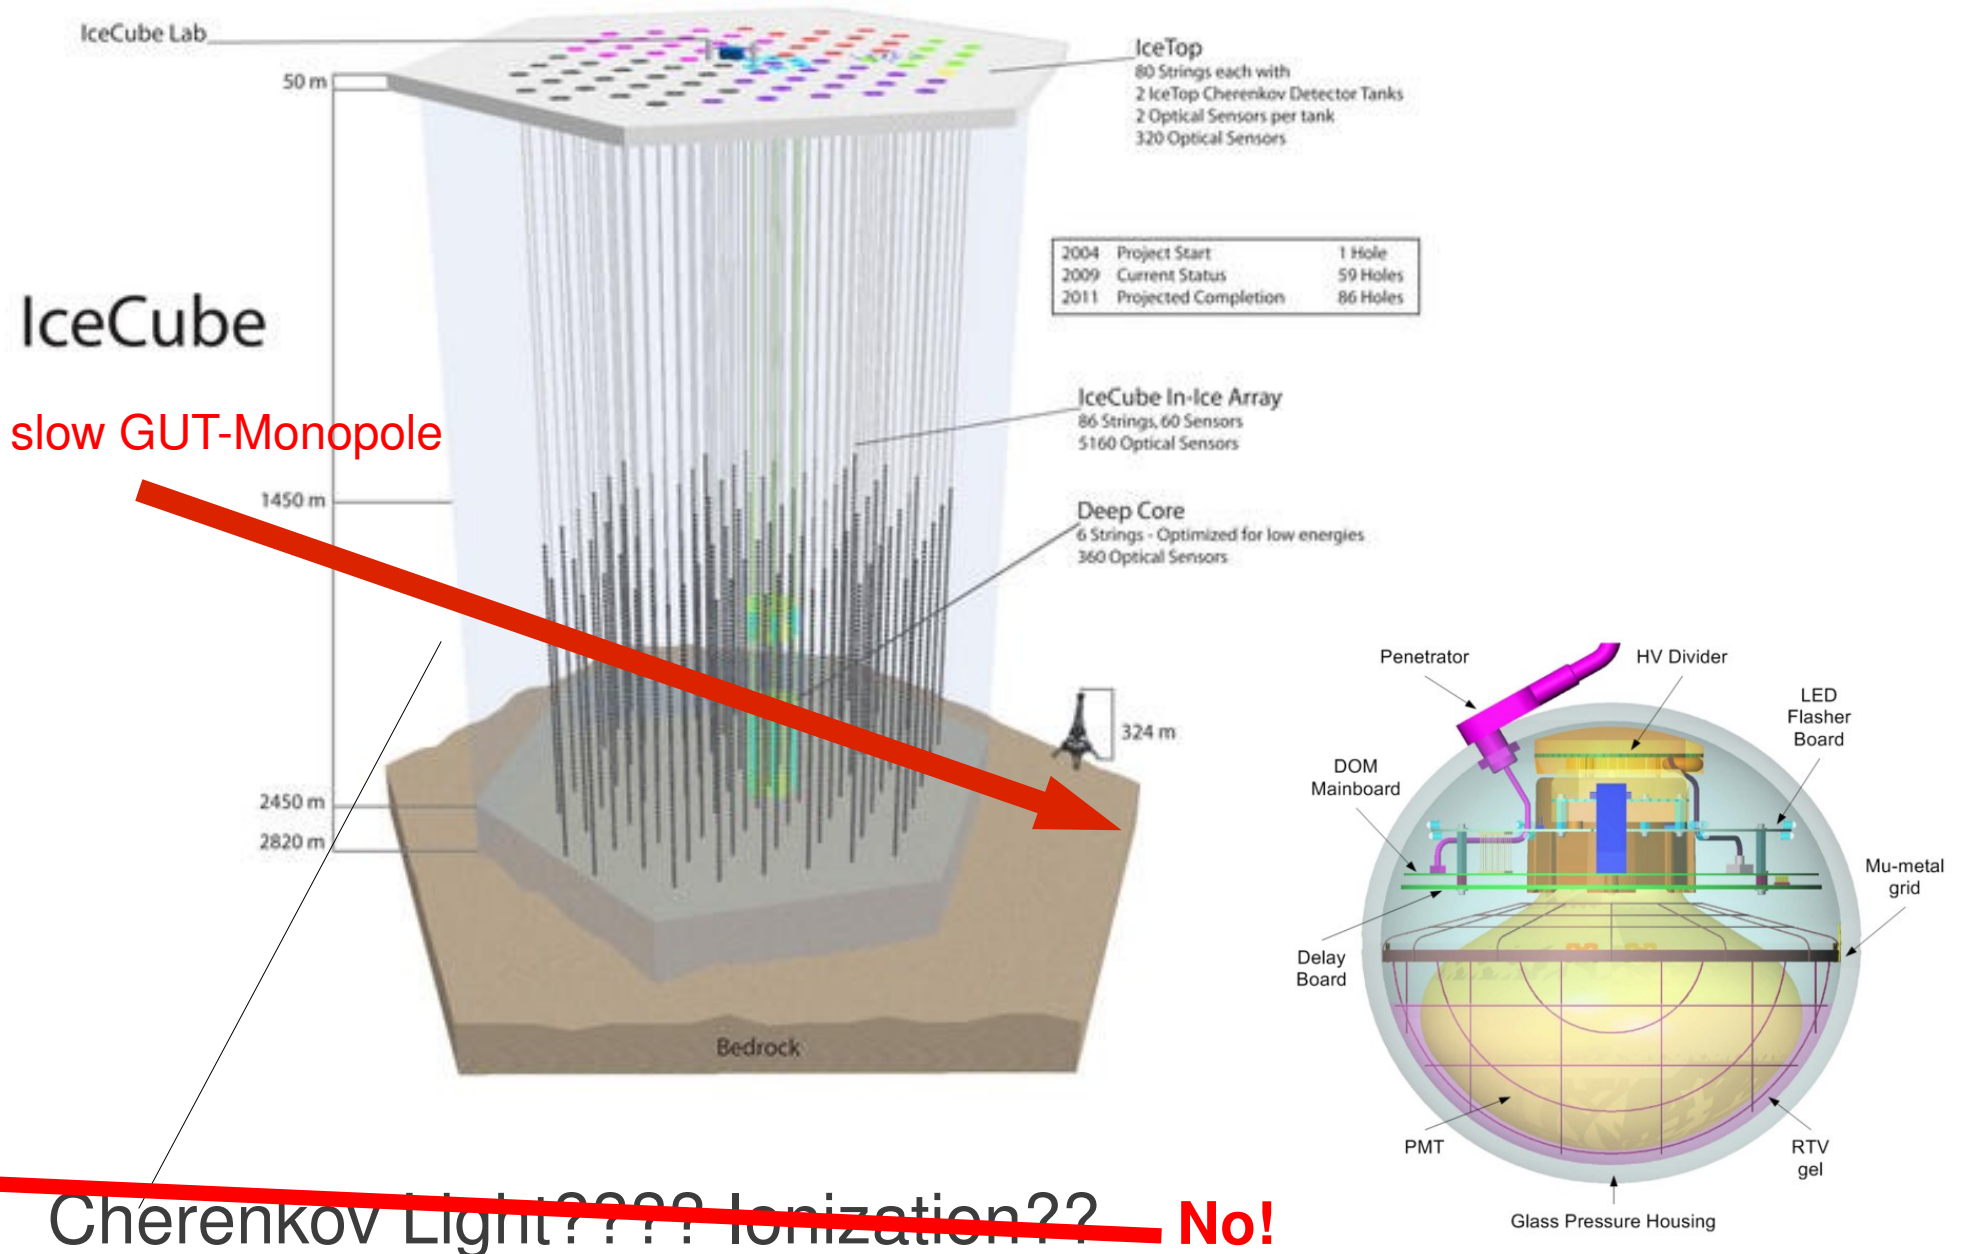 IceCube Lab
50 m
IceTop
80 Strings each with
2 IceTop Cherenkov Detector Tanks
2 Optical Sensors per tank
320 Optical Sensors
2004 Project Start 1 Hole
2009 Current Status 59 Holes
2011 Projected Completion 86 Holes
IceCube
slow GUT-Monopole
IceCube In-Ice Array
86 Strings, 60 Sensors
5160 Optical Sensors
1450 m
Deep Core
6 Strings - Optimized for low energies
360 Optical Sensors
324 m
2450 m
2820 m
Bedrock
Penetrator
HV Divider
LED
Flasher
Board
DOM
Mainboard
Mu-metal
grid
Delay
Board
PMT
RTV
gel
Glass Pressure Housing
Cherenkov Light???? Ionization?? No!